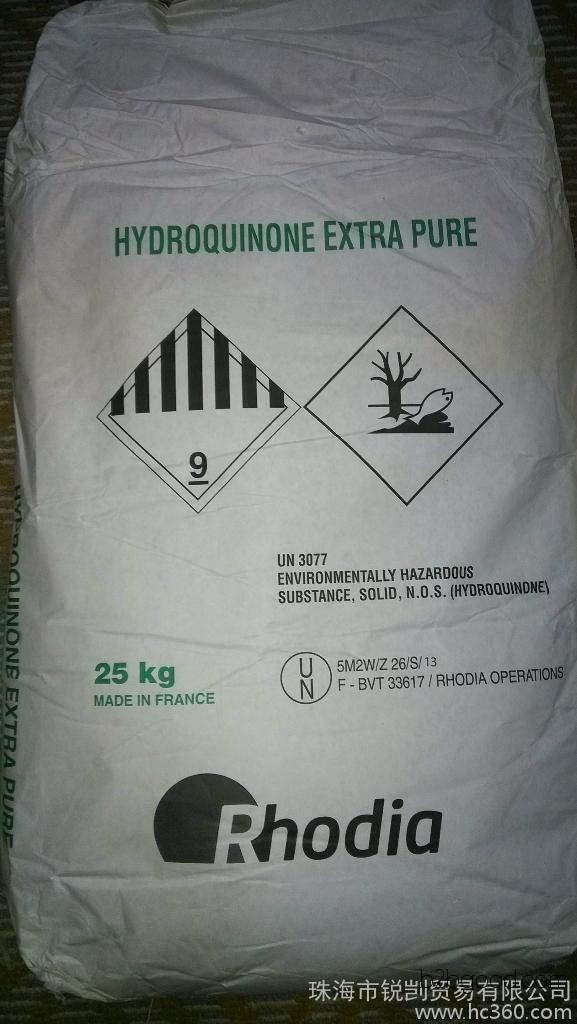 HYDROQUINONE EXTRA PURE
9
UN 3077
ENVIRONMENTALLY HAZARDOUS
SUBSTANCE, SOLID, N.O.S. (HYDROQUINONE)
25 kg
MADE IN FRANCE
UN
5M2W/Z 26/S/13
F - BVT 33617 / RHODIA OPERATIONS
HYDROQUINONE EXTRA PURE
Rhodia
珠海市锐凯贸易有限公司
www.hc360.com